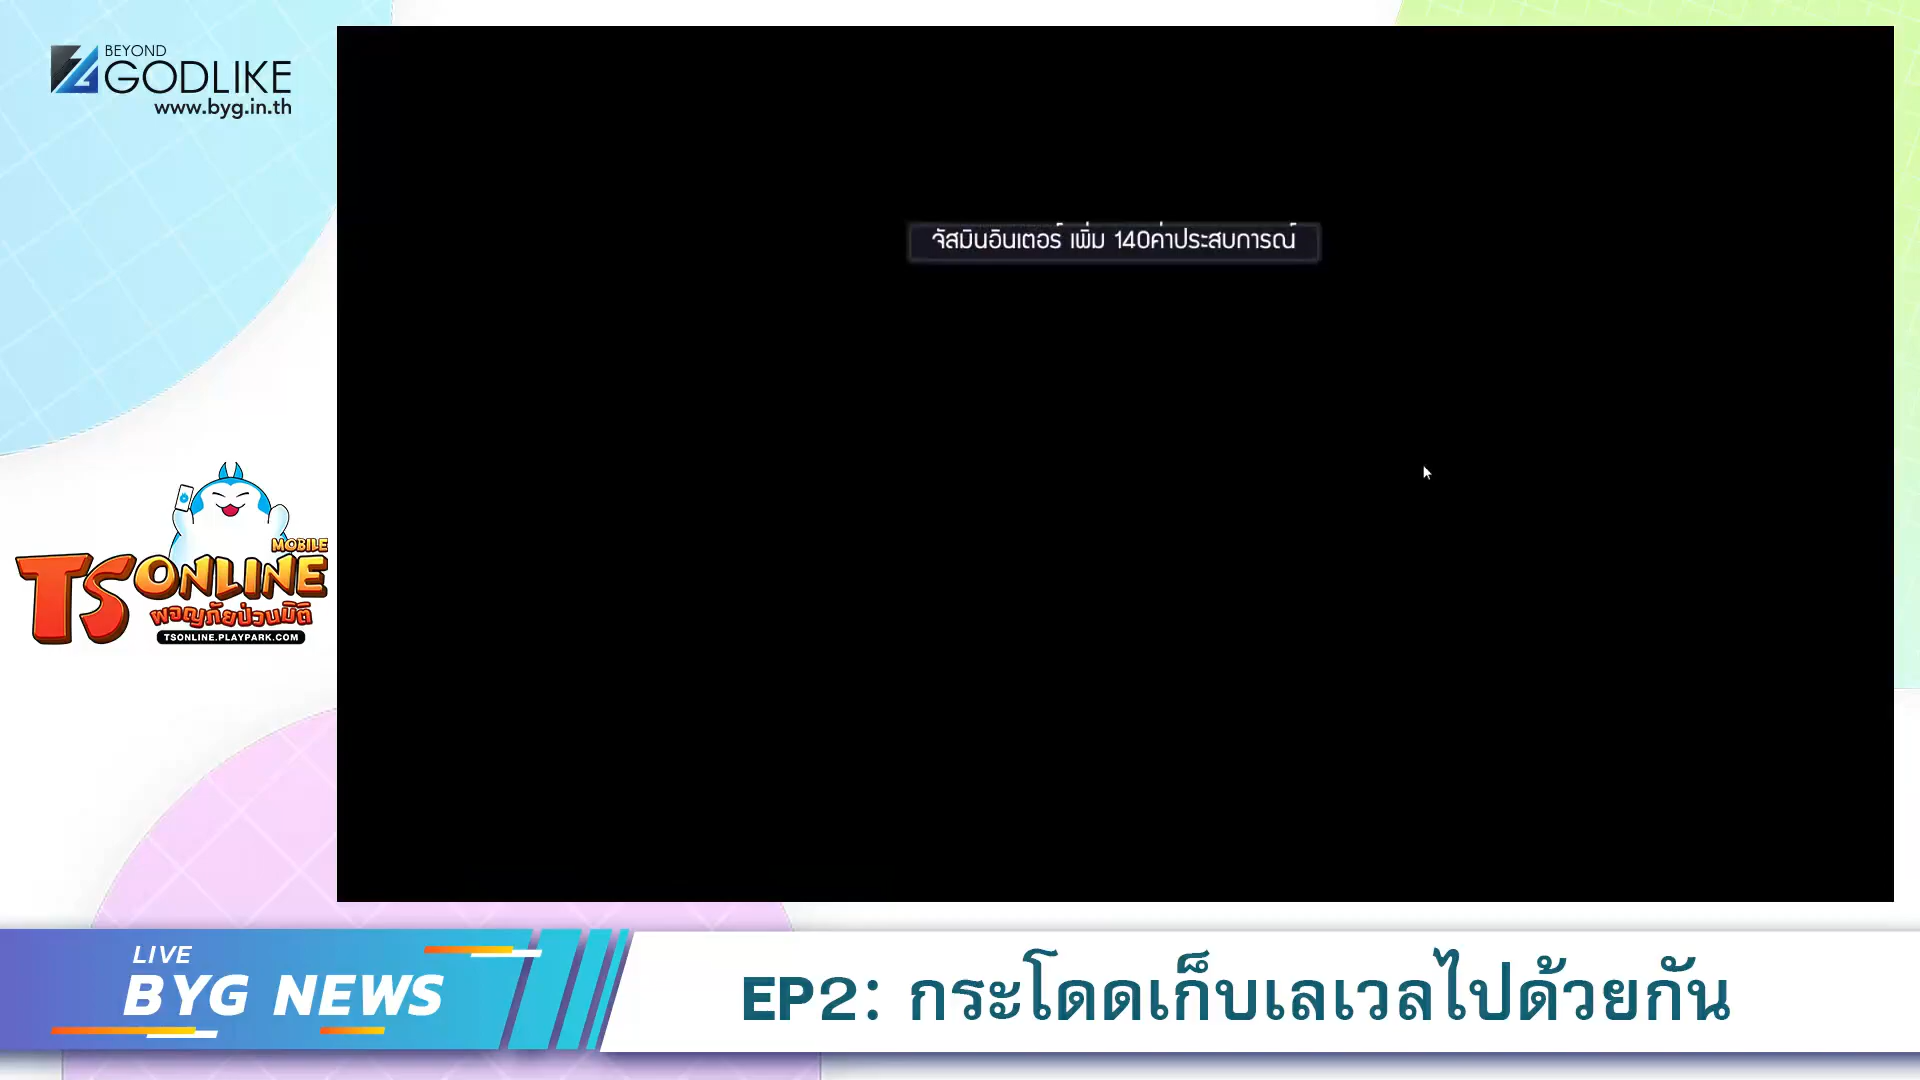 BEYOND
GODLIKE
www.byg.in.th
จัสมินอินเตอร์ เพิ่ม 140ค่าประสบการณ์
MOBILE
TS ONLINE
ผจญภัยป่วนมิติ
TSONLINE.PLAYPARK.COM
LIVE
BYG NEWS
EP2: กระโดดเก็บเลเวลไปด้วยกัน